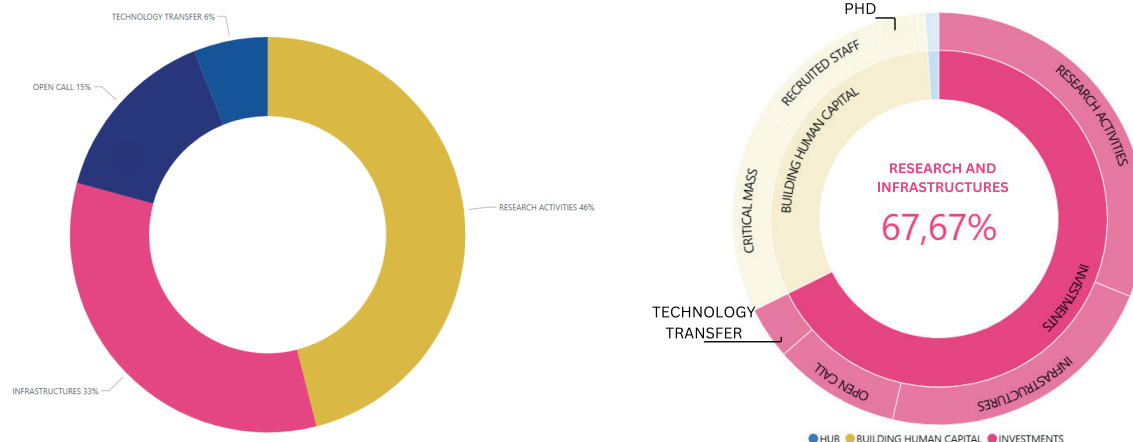 TECHNOLOGY TRANSFER 6%
OPEN CALL 15%
RESEARCH ACTIVITIES 46%
INFRASTRUCTURES 33%
PHD
RECRUITED STAFF
BUILDING HUMAN CAPITAL
CRITICAL MASS
RESEARCH ACTIVITIES
RESEARCH AND
INFRASTRUCTURES
67,67%
INVESTMENTS
TECHNOLOGY
TRANSFER
OPEN CALL
INFRASTRUCTURES
HUB BUILDING HUMAN CAPITAL INVESTMENTS